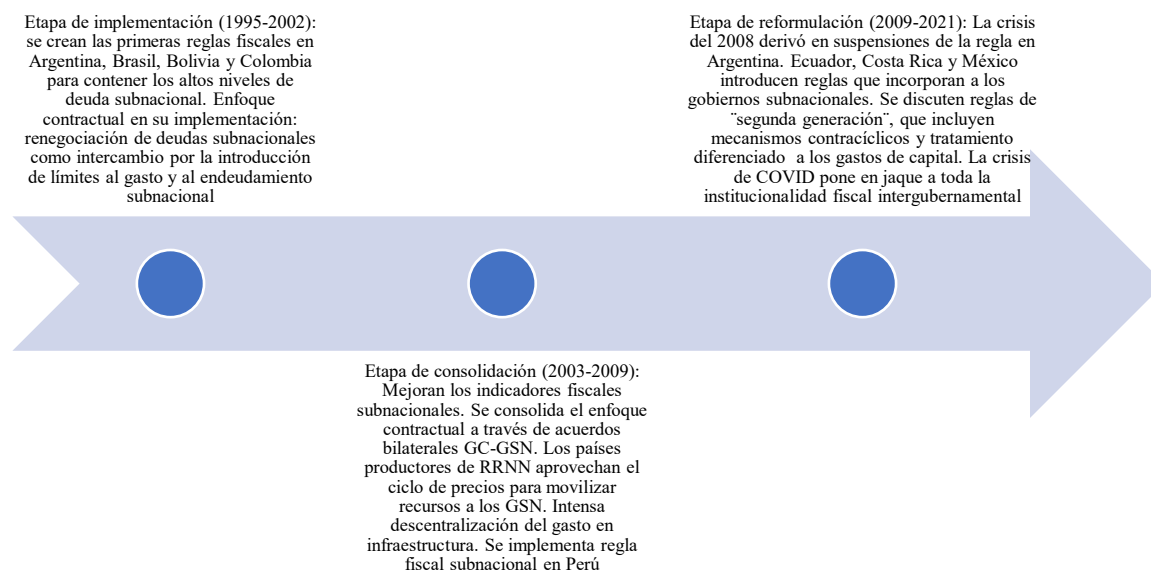 Etapa de implementación (1995-2002):
se crean las primeras reglas fiscales en
Argentina, Brasil, Bolivia y Colombia
para contener los altos niveles de
deuda subnacional. Enfoque
contractual en su implementación:
renegociación de deudas subnacionales
como intercambio por la introducción
de límites al gasto y al endeudamiento
subnacional
Etapa de consolidación (2003-2009):
Mejoran los indicadores fiscales
subnacionales. Se consolida el enfoque
contractual a través de acuerdos
bilaterales GC-GSN. Los países
productores de RRNN aprovechan el
ciclo de precios para movilizar
recursos a los GSN. Intensa
descentralización del gasto en
infraestructura. Se implementa regla
fiscal subnacional en Perú
Etapa de reformulación (2009-2021): La crisis
del 2008 derivó en suspensiones de la regla en
Argentina. Ecuador, Costa Rica y México
introducen reglas que incorporan a los
gobiernos subnacionales. Se discuten reglas de
¨segunda generación¨, que incluyen
mecanismos contracíclicos y tratamiento
diferenciado a los gastos de capital. La crisis
de COVID pone en jaque a toda la
institucionalidad fiscal intergubernamental